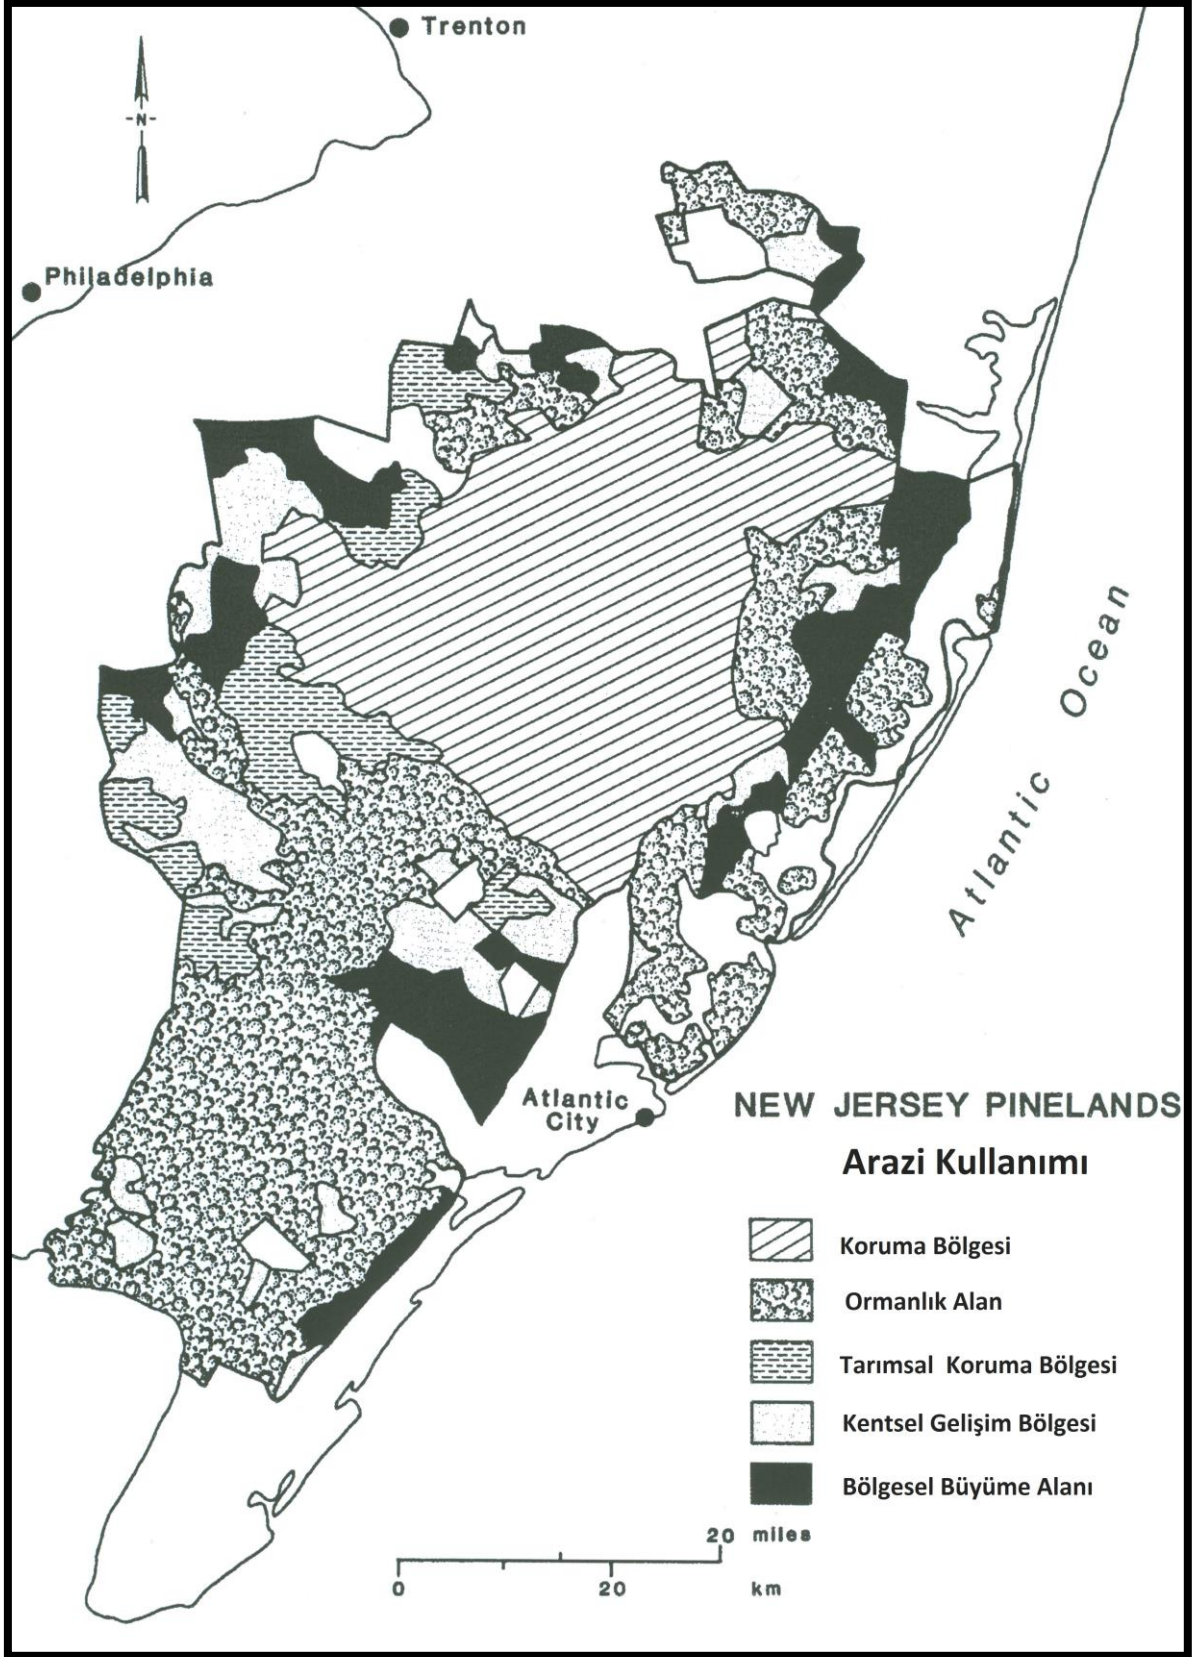 Trenton
-N-
Philadelphia
Atlantic Ocean
Atlantic
City
NEW JERSEY PINELANDS
Arazi Kullanımı
Koruma Bölgesi
Ormanlık Alan
Tarımsal Koruma Bölgesi
Kentsel Gelişim Bölgesi
Bölgesel Büyüme Alanı
20 miles
0 20 km